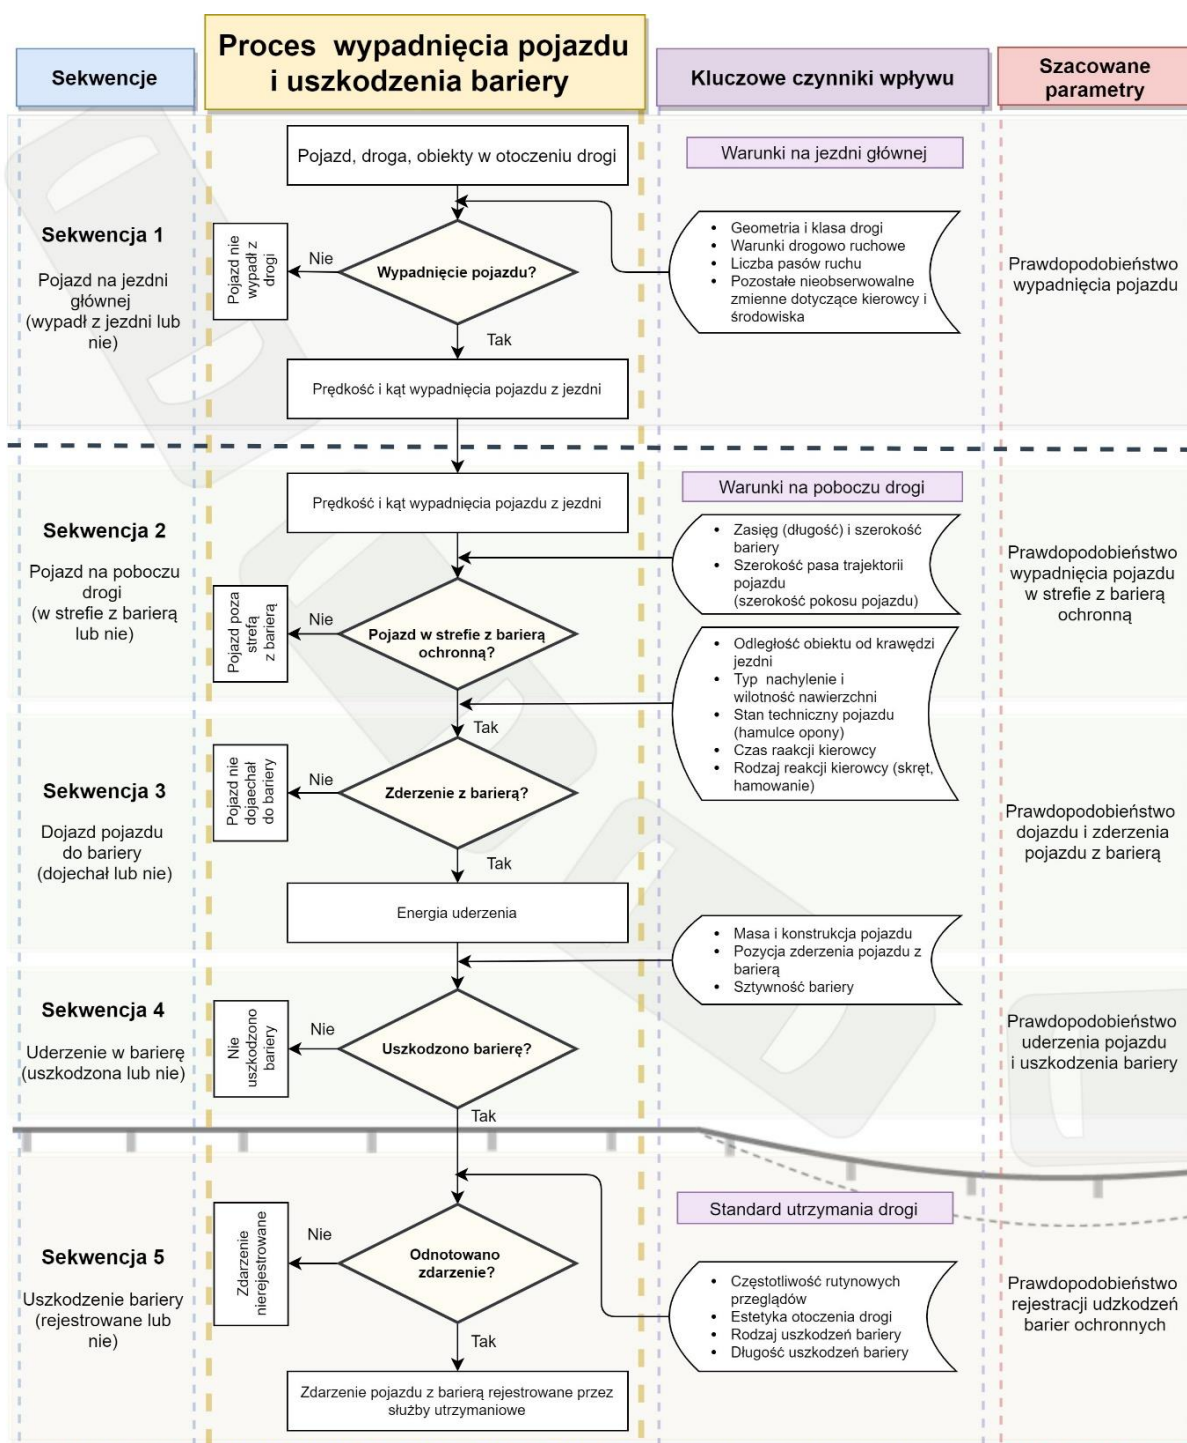 Sekwencje
Proces wypadnięcia pojazdu
i uszkodzenia bariery
Kluczowe czynniki wpływu
Szacowane
parametry
Pojazd, droga, obiekty w otoczeniu drogi
Warunki na jezdni głównej
Sekwencja 1
Pojazd na jezdni
głównej
(wypadł z jezdni lub
nie)
Pojazd nie
wypadł z
drogi
Nie
Wypadnięcie pojazdu?
Tak
• Geometria i klasa drogi
• Warunki drogowo ruchowe
• Liczba pasów ruchu
• Pozostałe nieobserwowalne
zmienne dotyczące kierowcy i
środowiska
Prawdopodobieństwo
wypadnięcia pojazdu
Prędkość i kąt wypadnięcia pojazdu z jezdni
Prędkość i kąt wypadnięcia pojazdu z jezdni
Warunki na poboczu drogi
Sekwencja 2
Pojazd na poboczu
drogi
(w strefie z barierą
lub nie)
Pojazd poza
strefą
z barierą
Nie
Pojazd w strefie z barierą
ochronną?
Tak
• Zasięg (długość) i szerokość
bariery
• Szerokość pasa trajektorii
pojazdu
(szerokość pokosu pojazdu)
Prawdopodobieństwo
wypadnięcia pojazdu
w strefie z barierą
ochronną
• Odległość obiektu od krawędzi
jezdni
• Typ nachylenie i
wilotność nawierzchni
• Stan techniczny pojazdu
(hamulce opony)
• Czas raakcji kierowcy
• Rodzaj reakcji kierowcy (skręt,
hamowanie)
Sekwencja 3
Dojazd pojazdu
do bariery
(dojechał lub nie)
Pojazd nie
dojaechał
do bariery
Nie
Zderzenie z barierą?
Tak
Prawdopodobieństwo
dojazdu i zderzenia
pojazdu z barierą
Energia uderzenia
• Masa i konstrukcja pojazdu
• Pozycja zderzenia pojazdu z
barierą
• Sztywność bariery
Sekwencja 4
Uderzenie w barierę
(uszkodzona lub nie)
Nie
uszkodzono
bariery
Nie
Uszkodzono barierę?
Tak
Prawdopodobieństwo
uderzenia pojazdu
i uszkodzenia bariery
Standard utrzymania drogi
Sekwencja 5
Uszkodzenie bariery
(rejestrowane lub
nie)
Zdarzenie
nierejestrowane
Nie
Odnotowano
zdarzenie?
Tak
• Częstotliwość rutynowych
przeglądów
• Estetyka otoczenia drogi
• Rodzaj uszkodzeń bariery
• Długość uszkodzeń bariery
Prawdopodobieństwo
rejestracji udzkodzeń
barier ochronnych
Zdarzenie pojazdu z barierą rejestrowane przez
służby utrzymaniowe